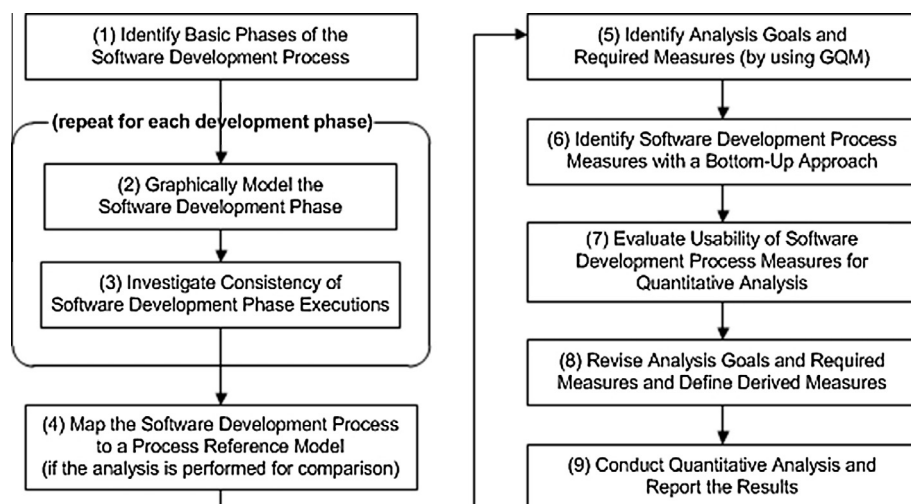 (1) Identify Basic Phases of the
Software Development Process
(repeat for each development phase)
(2) Graphically Model the
Software Development Phase
(3) Investigate Consistency of
Software Development Phase Executions
(4) Map the Software Development Process
to a Process Reference Model
(if the analysis is performed for comparison)
(5) Identify Analysis Goals and
Required Measures (by using GQM)
(6) Identify Software Development Process
Measures with a Bottom-Up Approach
(7) Evaluate Usability of Software
Development Process Measures for
Quantitative Analysis
(8) Revise Analysis Goals and Required
Measures and Define Derived Measures
(9) Conduct Quantitative Analysis and
Report the Results